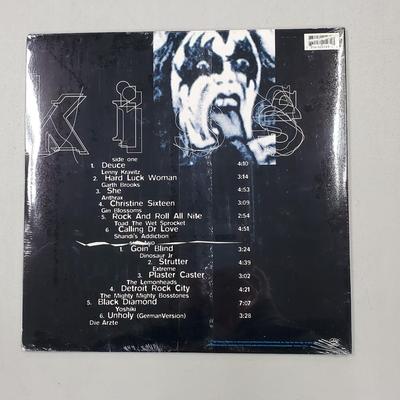 kiss
side one
1. Deuce 4:10
Lenny Kravitz
2. Hard Luck Woman 3:14
Garth Brooks
3. She 4:53
Anthrax
4. Christine Sixteen 3:09
Gin Blossoms
5. Rock And Roll All Nite 2:54
Toad The Wet Sprocket
6 Calling Dr Love 4:51
Shandi's Addiction
side two
1. Goin' Blind 3:24
Dinosaur Jr
2. Strutter 4:39
Extreme
3. Plaster Caster 3:11
The Lemonheads
4. Detroit Rock City 4:21
The Mighty Mighty Bosstones
5. Black Diamond 7:07
Yoshiki
6. Unholy (GermanVersion) 3:28
Die Ärzte